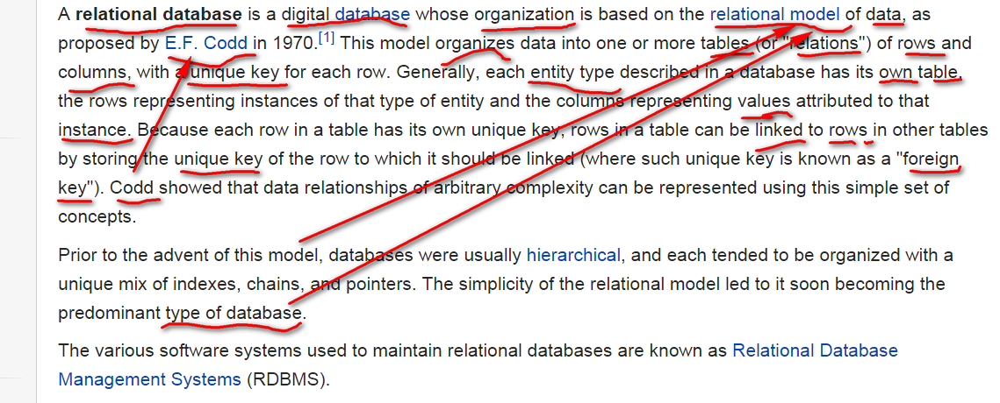 A relational database is a digital database whose organization is based on the relational model of data, as
proposed by E.F. Codd in 1970.[1] This model organizes data into one or more tables (or "relations") of rows and
columns, with a unique key for each row. Generally, each entity type described in a database has its own table,
the rows representing instances of that type of entity and the columns representing values attributed to that
instance. Because each row in a table has its own unique key, rows in a table can be linked to rows in other tables
by storing the unique key of the row to which it should be linked (where such unique key is known as a "foreign
key"). Codd showed that data relationships of arbitrary complexity can be represented using this simple set of
concepts.
Prior to the advent of this model, databases were usually hierarchical, and each tended to be organized with a
unique mix of indexes, chains, and pointers. The simplicity of the relational model led to it soon becoming the
predominant type of database.
The various software systems used to maintain relational databases are known as Relational Database
Management Systems (RDBMS).